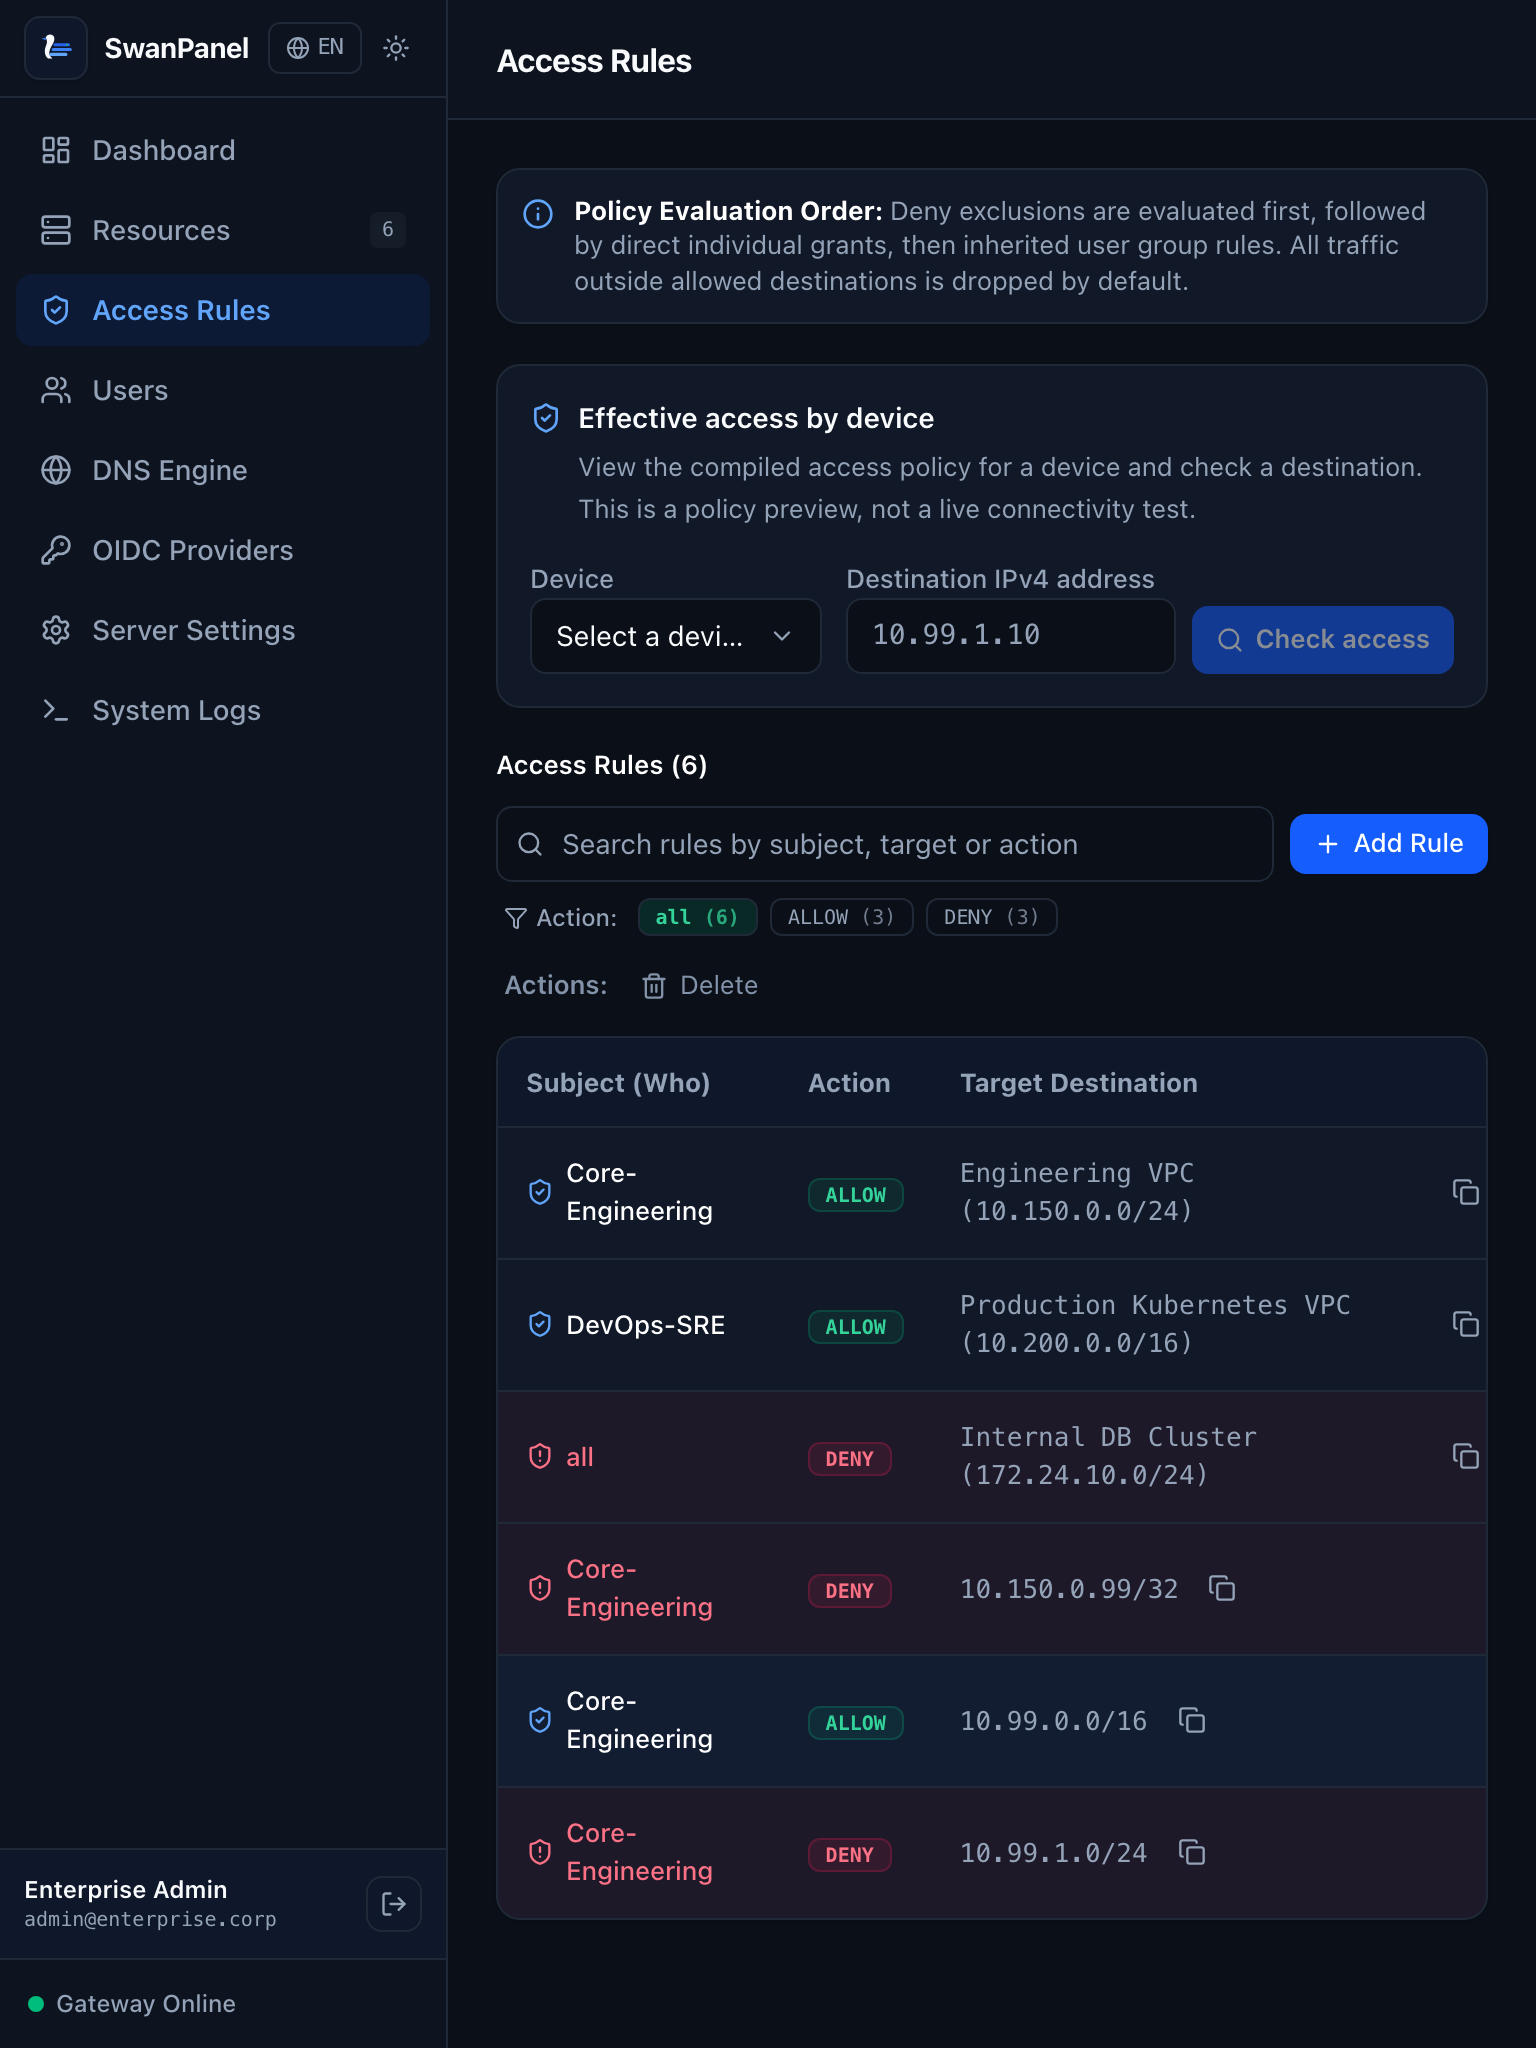 SwanPanel
EN
Dashboard
Resources
6
Access Rules
Users
DNS Engine
OIDC Providers
Server Settings
System Logs
Enterprise Admin
admin@enterprise.corp
Gateway Online
Access Rules
Policy Evaluation Order: Deny exclusions are evaluated first, followed
by direct individual grants, then inherited user group rules. All traffic
outside allowed destinations is dropped by default.
Effective access by device
View the compiled access policy for a device and check a destination.
This is a policy preview, not a live connectivity test.
Device
Destination IPv4 address
Select a devi...
10.99.1.10
Check access
Access Rules (6)
Search rules by subject, target or action
Add Rule
Action:
all (6)
ALLOW (3)
DENY (3)
Actions:
Delete
Subject (Who)
Action
Target Destination
Core-
Engineering
ALLOW
Engineering VPC
(10.150.0.0/24)
DevOps-SRE
ALLOW
Production Kubernetes VPC
(10.200.0.0/16)
all
DENY
Internal DB Cluster
(172.24.10.0/24)
Core-
Engineering
DENY
10.150.0.99/32
Core-
Engineering
ALLOW
10.99.0.0/16
Core-
Engineering
DENY
10.99.1.0/24